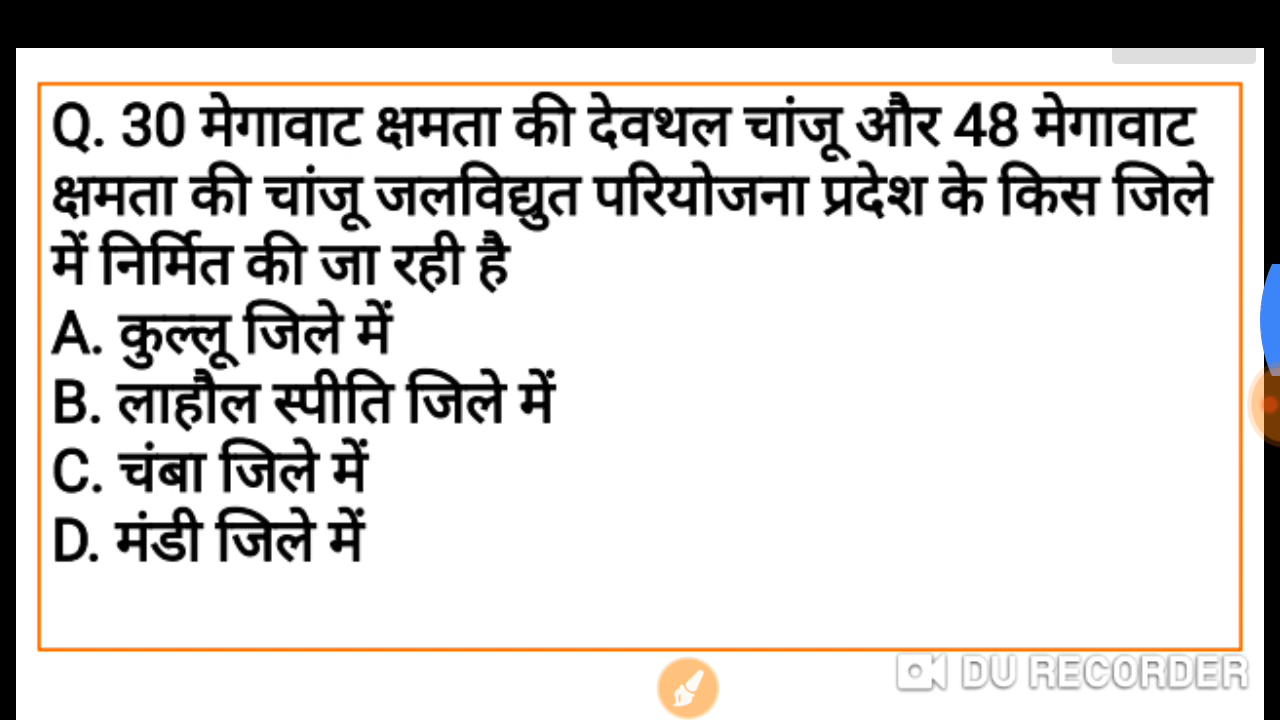 Q. 30 मेगावाट क्षमता की देवथल चांजू और 48 मेगावाट
क्षमता की चांजू जलविद्युत परियोजना प्रदेश के किस जिले
में निर्मित की जा रही है
A. कुल्लू जिले में
B. लाहौल स्पीति जिले में
C. चंबा जिले में
D. मंडी जिले में
DU RECORDER